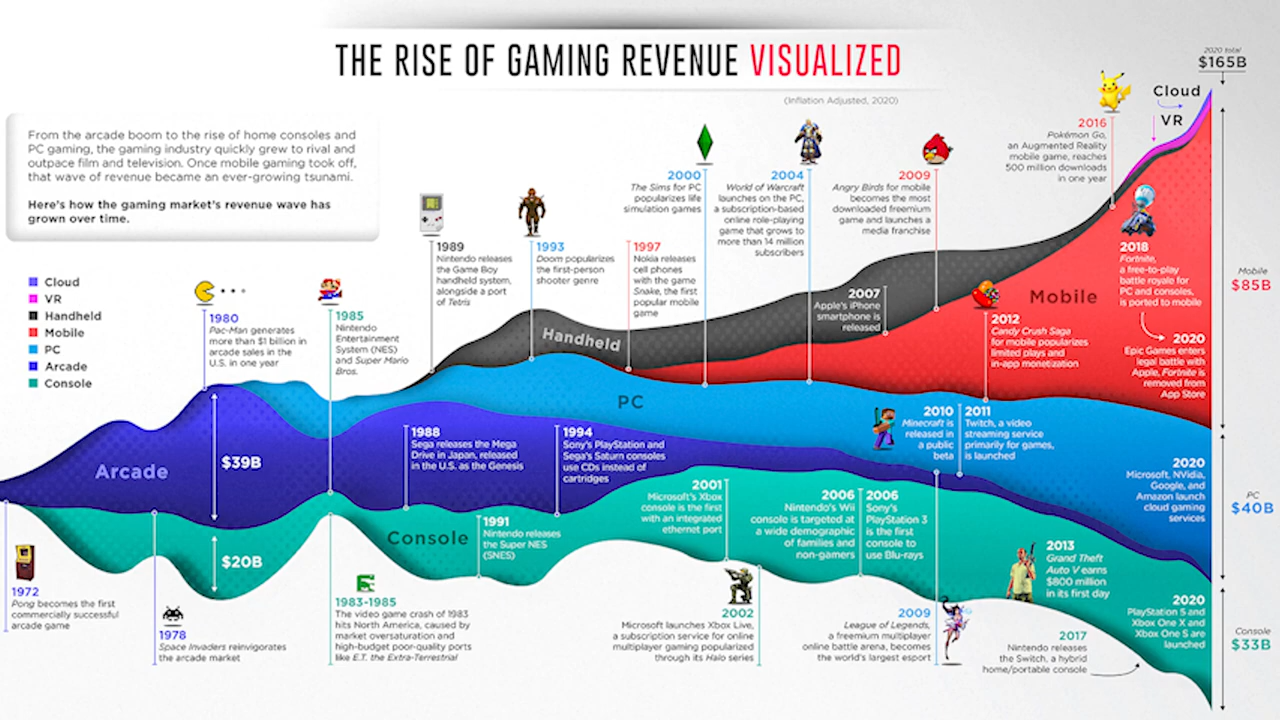 THE RISE OF GAMING REVENUE VISUALIZED
(Inflation Adjusted, 2020)
2020 total
$165B
From the arcade boom to the rise of home consoles and
PC gaming, the gaming industry quickly grew to rival and
outpace film and television. Once mobile gaming took off,
that wave of revenue became an ever-growing tsunami.
Here's how the gaming market's revenue wave has
grown over time.
Cloud
VR
Handheld
Mobile
PC
Arcade
Console
1980
Pac-Man generates
more than $1 billion in
arcade sales in the
U.S. in one year
1985
Nintendo
Entertainment
System (NES)
and Super Mario
Bros.
1989
Nintendo releases
the Game Boy
handheld system,
alongside a port
of Tetris
1993
Doom popularizes
the first-person
shooter genre
1997
Nokia releases
cell phones
with the game
Snake, the first
popular mobile
game
2000
The Sims for PC
popularizes life
simulation games
2004
World of Warcraft
launches on the PC,
a subscription-based
online role-playing
game that grows to
more than 14 million
subscribers
2009
Angry Birds for mobile
becomes the most
downloaded freemium
game and launches a
media franchise
2016
Pokémon Go,
an Augmented Reality
mobile game, reaches
500 million downloads
in one year
Cloud
VR
2007
Apple's iPhone
smartphone is
released
2012
Candy Crush Saga
for mobile popularizes
limited plays and
in-app monetization
Mobile
2018
Fortnite,
a free-to-play
battle royale for
PC and consoles,
is ported to mobile
2020
Epic Games enters
legal battle with
Apple, Fortnite is
removed from
App Store
Mobile
$85B
Handheld
PC
Arcade
$39B
1988
Sega releases the Mega
Drive in Japan, released
in the U.S. as the Genesis
1994
Sony's PlayStation and
Sega's Saturn consoles
use CDs instead of
cartridges
2010
Minecraft is
released in
a public
beta
2011
Twitch, a video
streaming service
primarily for games,
is launched
2020
Microsoft, NVidia,
Google, and
Amazon launch
cloud gaming
services
PC
$40B
Console
$20B
1991
Nintendo releases
the Super NES
(SNES)
2001
Microsoft's Xbox
console is the first
with an integrated
ethernet port
2006
Nintendo's Wii
console is targeted at
a wide demographic
of families and
non-gamers
2006
Sony's
PlayStation 3
is the first
console to
use Blu-rays
2013
Grand Theft
Auto V earns
$800 million
in its first day
2020
PlayStation 5 and
Xbox One X and
Xbox One S are
launched
Console
$33B
1972
Pong becomes the first
commercially successful
arcade game
1978
Space Invaders reinvigorates
the arcade market
1983-1985
The video game crash of 1983
hits North America, caused by
market oversaturation and
high-budget poor-quality ports
like E.T. the Extra-Terrestrial
2002
Microsoft launches Xbox Live,
a subscription service for online
multiplayer gaming popularized
through its Halo series
2009
League of Legends,
a freemium multiplayer
online battle arena, becomes
the world's largest esport
2017
Nintendo releases
the Switch, a hybrid
home/portable console